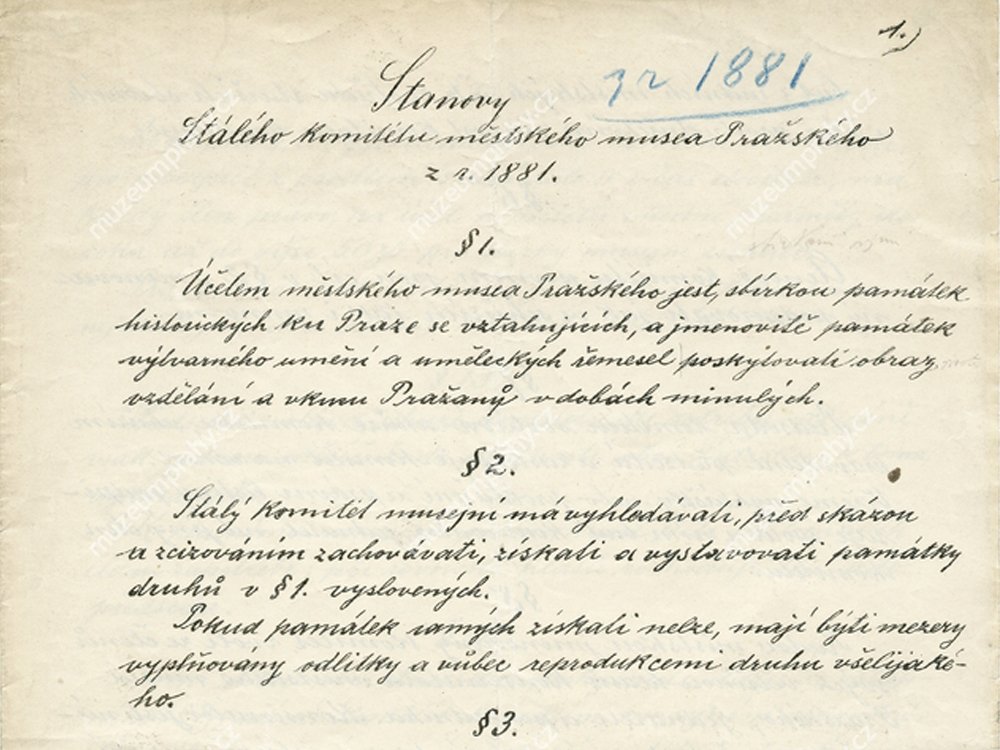 1.)
z r 1881
Stanovy
Stálého komitétu městského musea Pražského
z r. 1881.
§ 1.
Účelem městského musea Pražského jest, sbírkou památek
historických ku Praze se vztahujících, a jmenovitě památek
výtvarného umění a uměleckých řemesel poskytovati obraz
vzdělání a vkusu Pražanů v dobách minulých.
§ 2.
Stálý komitét musejní má vyhledávati, před zkázou
a zcizováním zachovávati, získati a vystavovati památky
druhů v § 1. vyslovených.
Pokud památek samých získati nelze, mají býti mezery
vyplňovány odlitky a vůbec reprodukcemi druhu všelijaké-
ho.
§ 3.